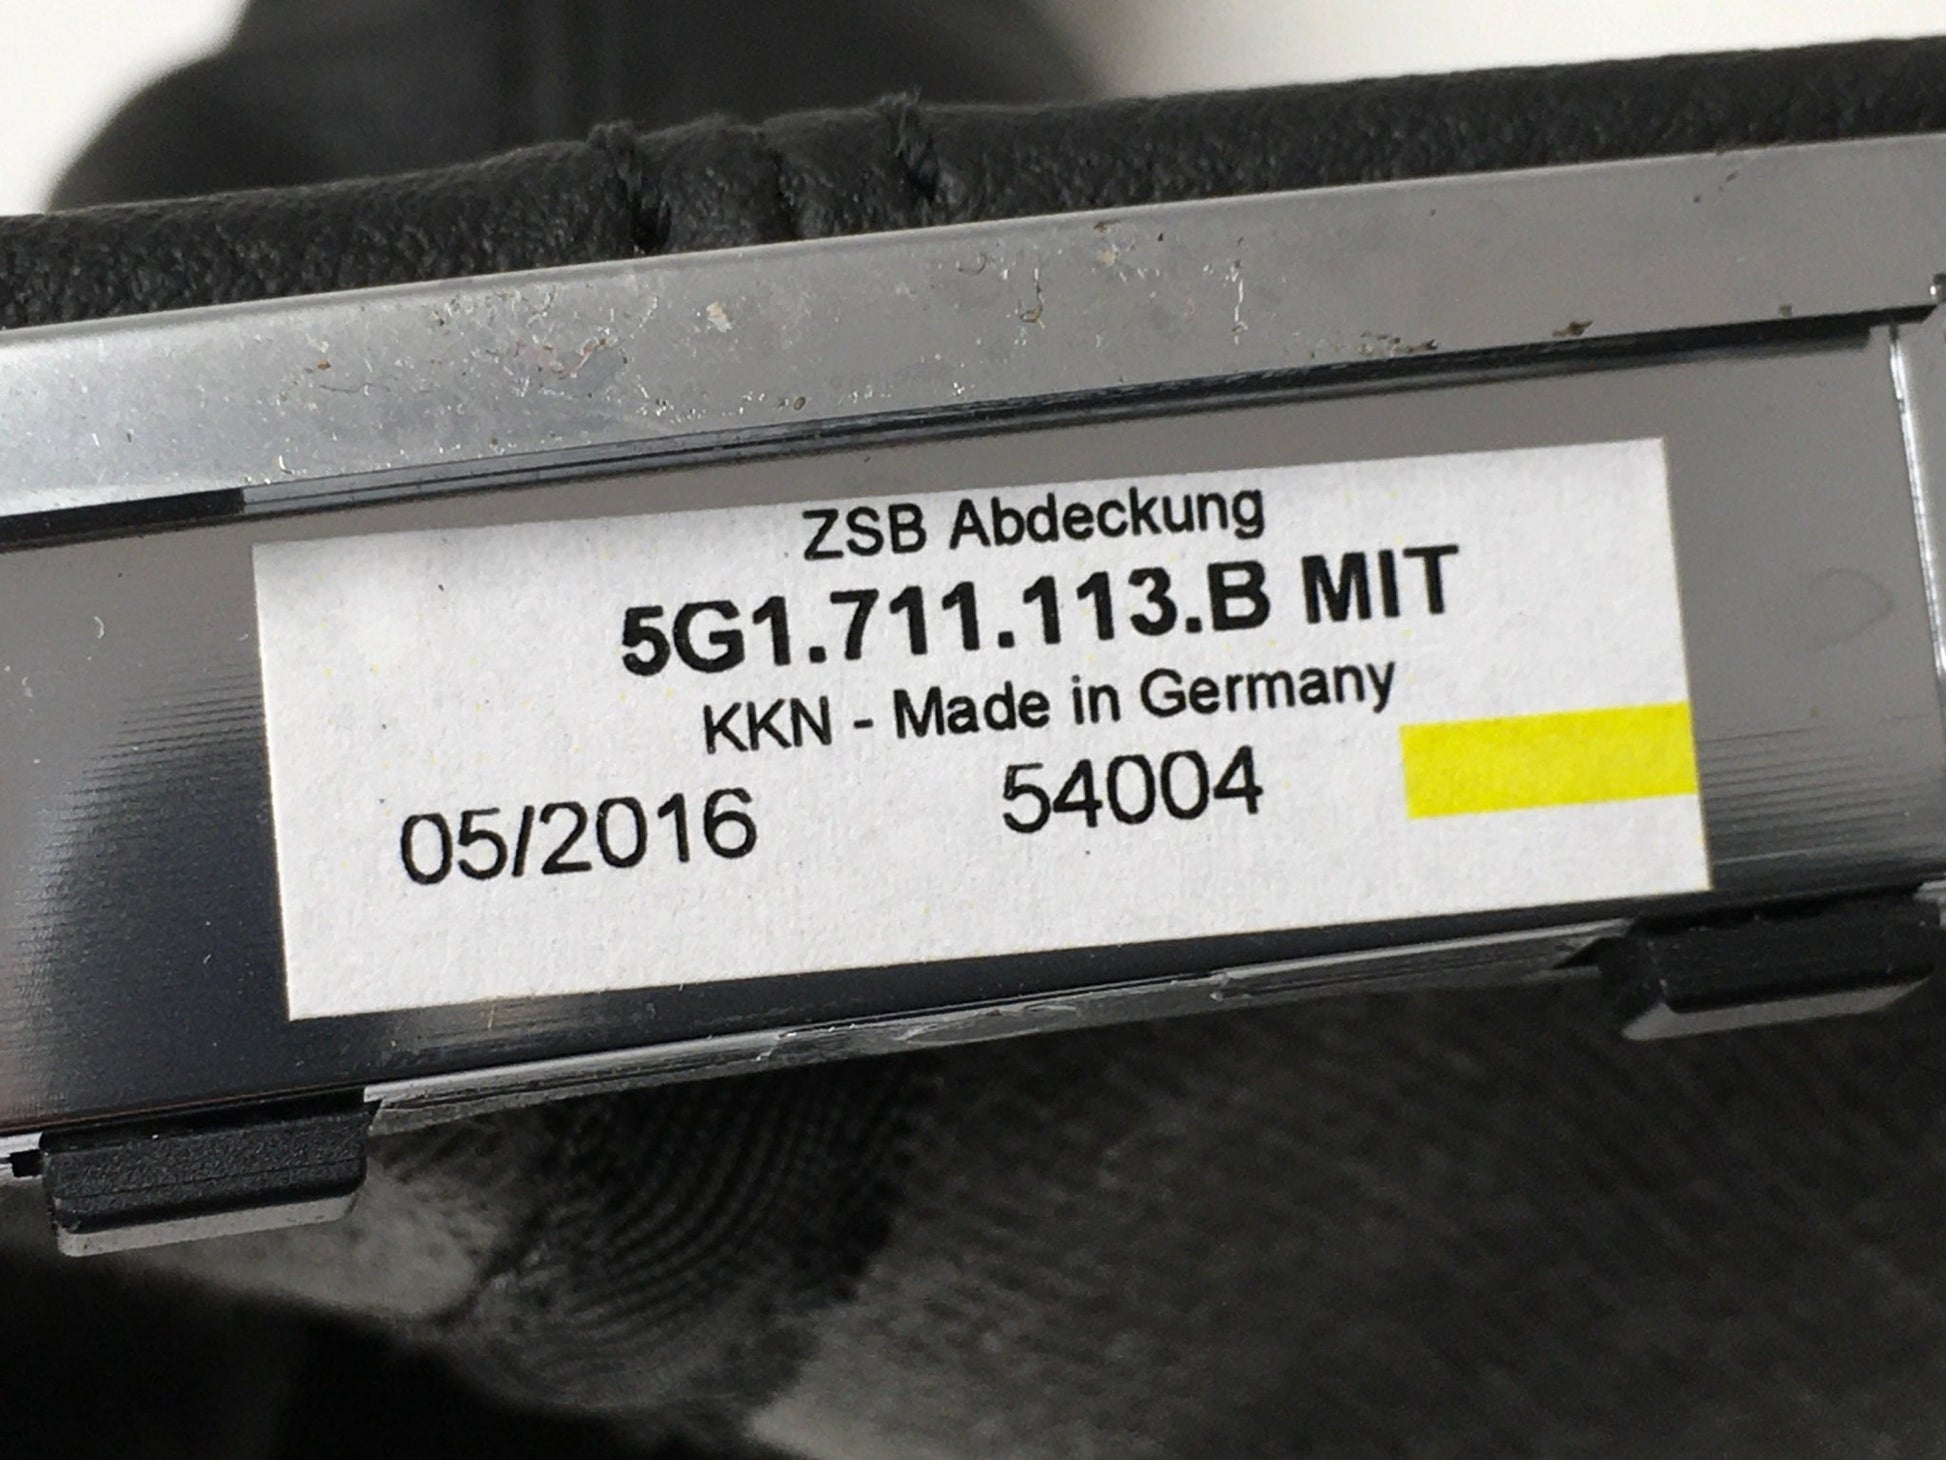 ZSB Abdeckung
5G1.711.113.B MIT
KKN - Made in Germany
05/2016 54004